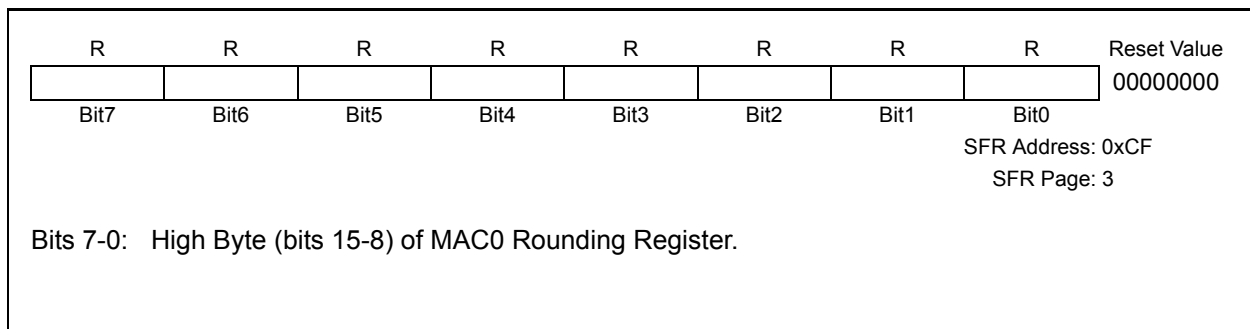 R R R R R R R R Reset Value
00000000
Bit7 Bit6 Bit5 Bit4 Bit3 Bit2 Bit1 Bit0
SFR Address: 0xCF
SFR Page: 3
Bits 7-0: High Byte (bits 15-8) of MAC0 Rounding Register.